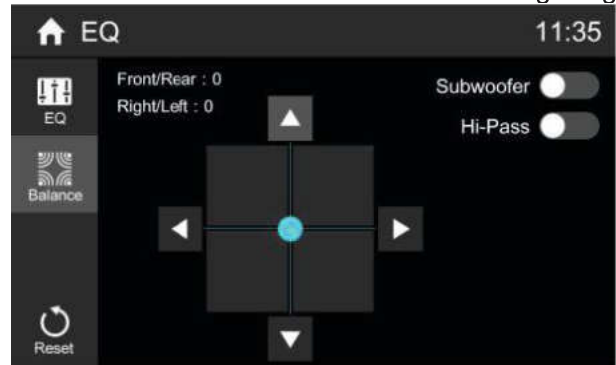 EQ 11:35
EQ
Balance
Reset
Front/Rear : 0
Right/Left : 0
Subwoofer
Hi-Pass